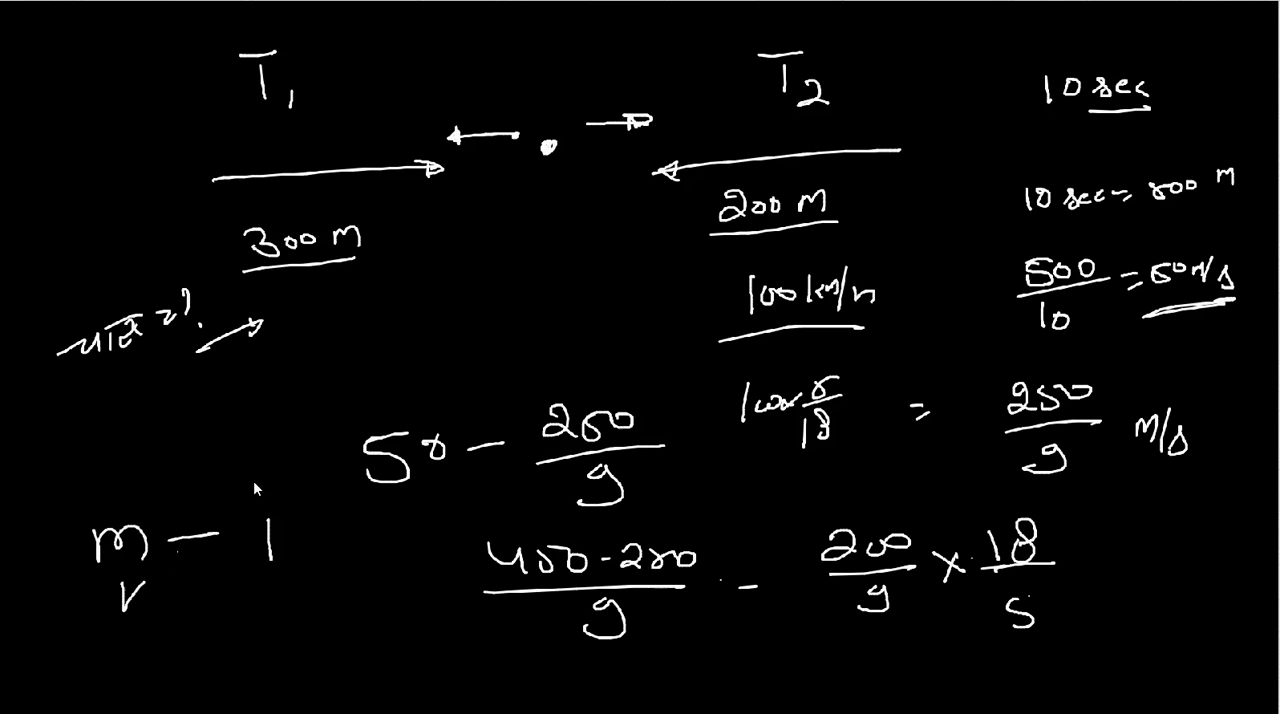 T1 T2 10 sec
200 M 10 sec = 500 M
300 M
100 km/h 500/10 = 50 M/s
100 x 5/18 = 250/9 M/s
50 - 250/9
m - 1
450-250/9 - 200/9 x 18/5